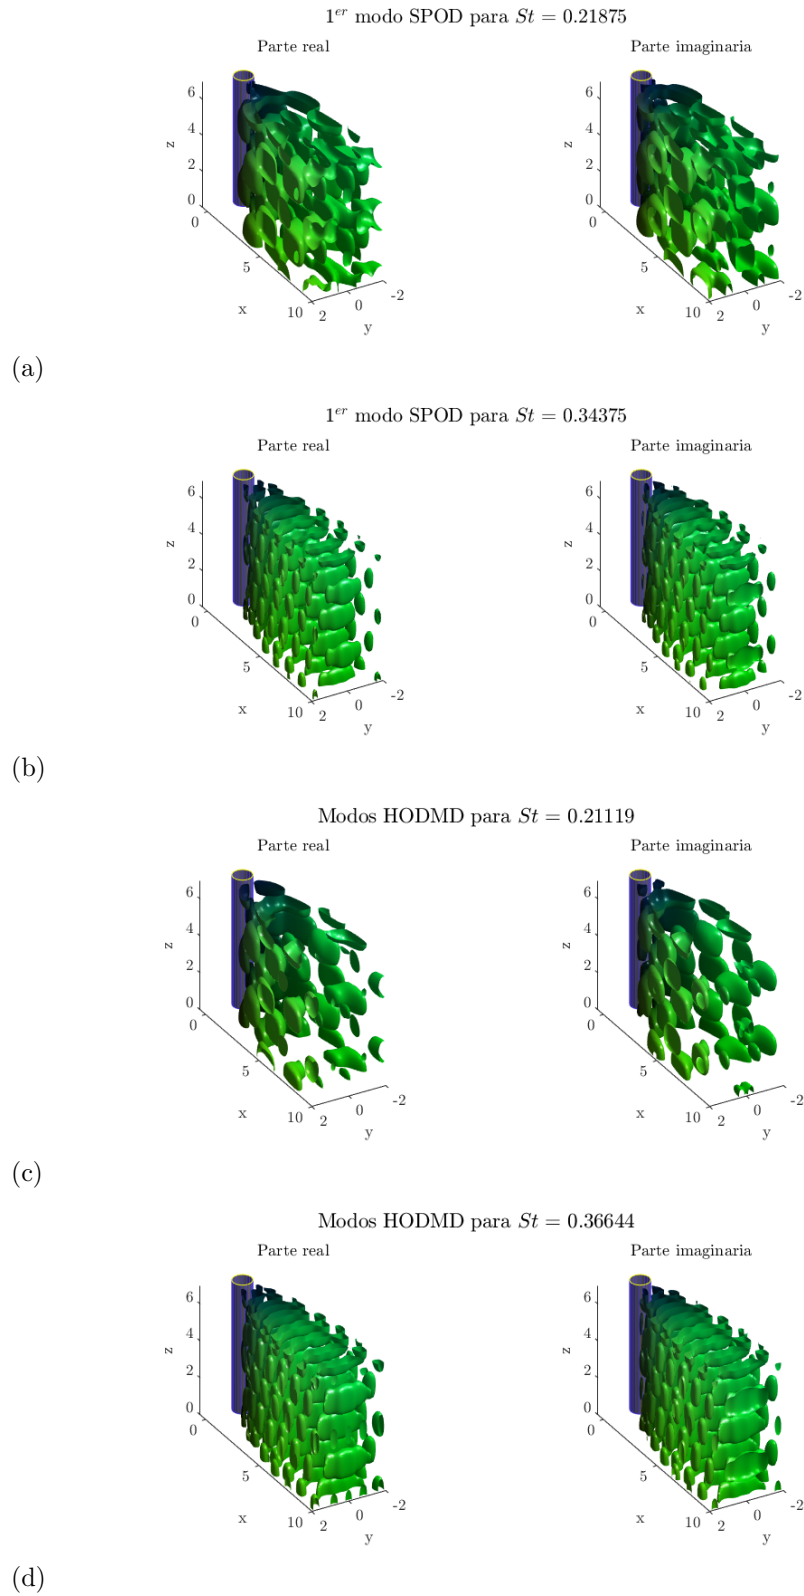 1^{er} modo SPOD para St = 0.21875
Parte real
Parte imaginaria
6
4
2
0
z
0
5
10
x
2
0
-2
y
6
4
2
0
z
0
5
10
x
2
0
-2
y
(a)
1^{er} modo SPOD para St = 0.34375
Parte real
Parte imaginaria
6
4
2
0
z
0
5
10
x
2
0
-2
y
6
4
2
0
z
0
5
10
x
2
0
-2
y
(b)
Modos HODMD para St = 0.21119
Parte real
Parte imaginaria
6
4
2
0
z
0
5
10
x
2
0
-2
y
6
4
2
0
z
0
5
10
x
2
0
-2
y
(c)
Modos HODMD para St = 0.36644
Parte real
Parte imaginaria
6
4
2
0
z
0
5
10
x
2
0
-2
y
6
4
2
0
z
0
5
10
x
2
0
-2
y
(d)